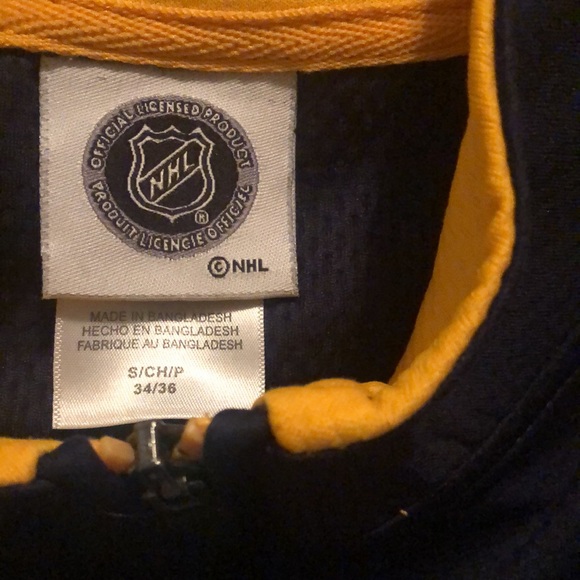 OFFICIAL LICENSED PRODUCT
NHL
®
PRODUIT LICENCIE OFFICIEL
© NHL
MADE IN BANGLADESH
HECHO EN BANGLADESH
FABRIQUE AU BANGLADESH
S/CH/P
34/36